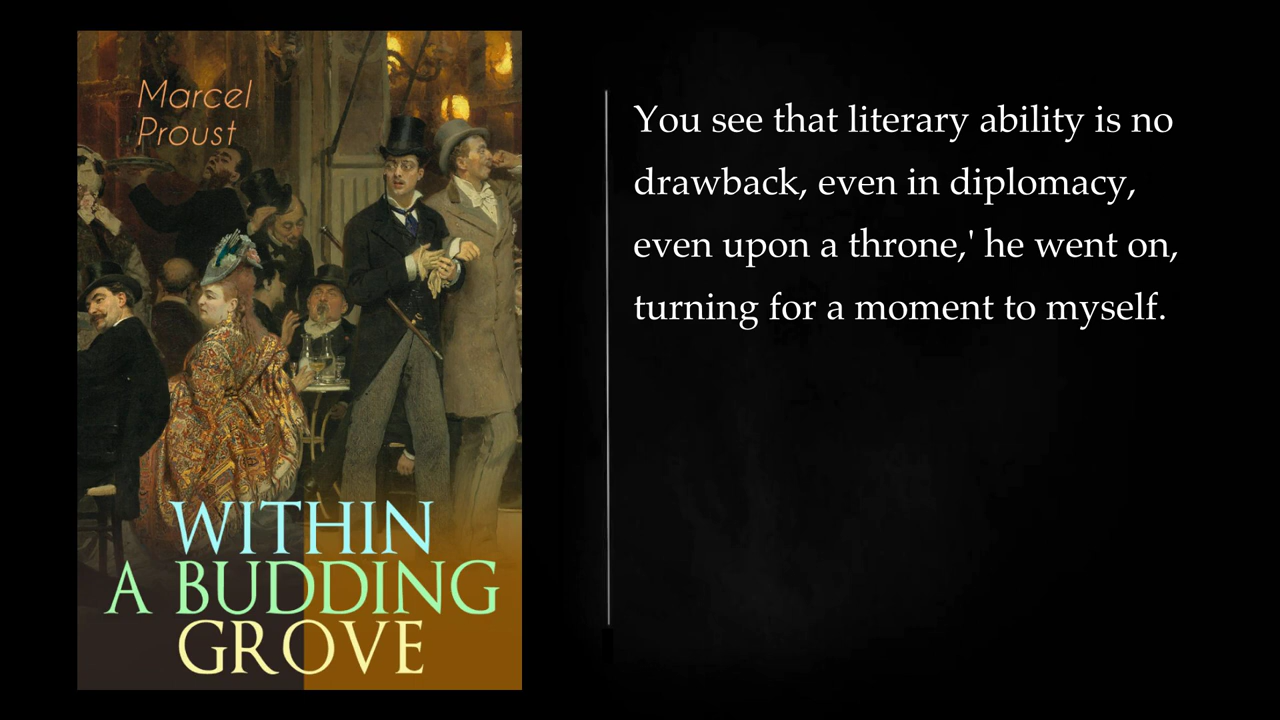 Marcel
Proust
WITHIN
A BUDDING
GROVE
You see that literary ability is no
drawback, even in diplomacy,
even upon a throne,' he went on,
turning for a moment to myself.